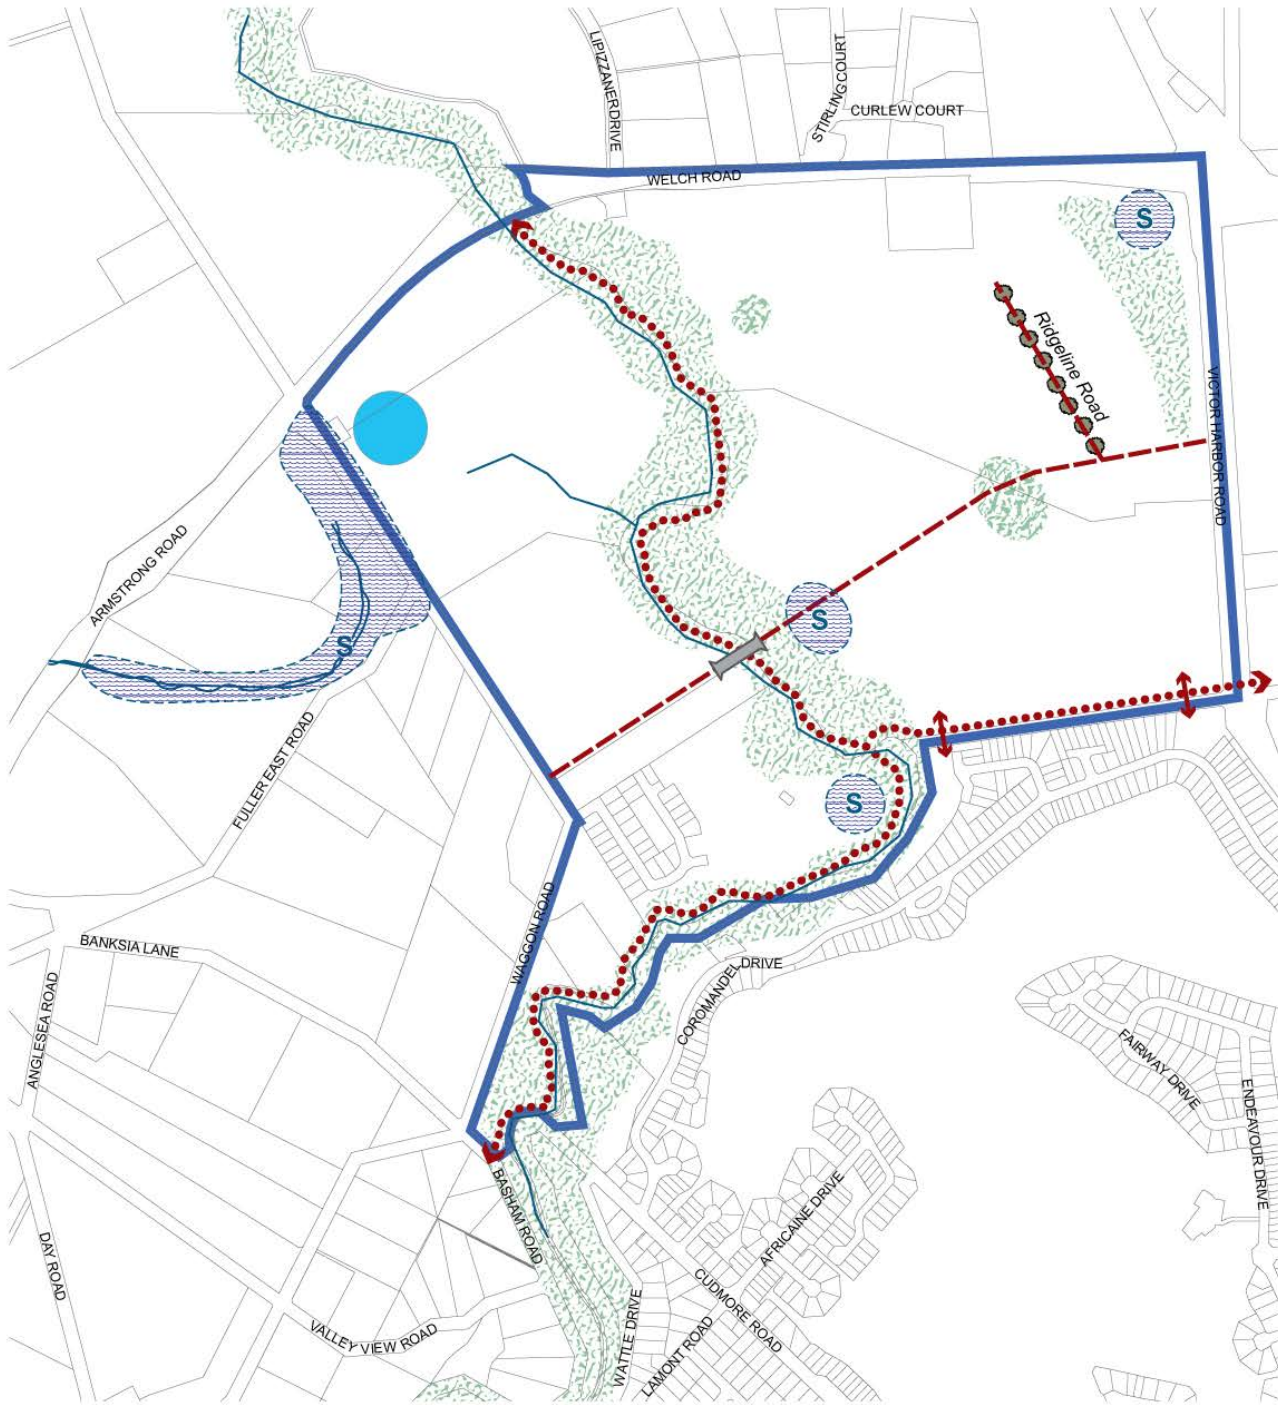 LIPIZZANERDRIVE
STIRLINGCOURT
CURLEW COURT
WELCH ROAD
S
Ridgeline Road
VICTOR HARBOR ROAD
ARMSTRONG ROAD
S
S
FULLER EAST ROAD
S
WAGGON ROAD
BANKSIA LANE
COROMANDEL DRIVE
ANGLESEA ROAD
FAIRWAY DRIVE
ENDEAVOUR DRIVE
BASHAM ROAD
AFRICAINE DRIVE
DAY ROAD
CUDMORE ROAD
VALLEY VIEW ROAD
WATTLE DRIVE
LAMONT ROAD